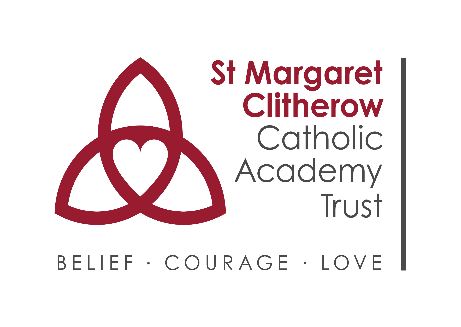 St Margaret
Clitherow
Catholic
Academy
Trust
BELIEF · COURAGE · LOVE